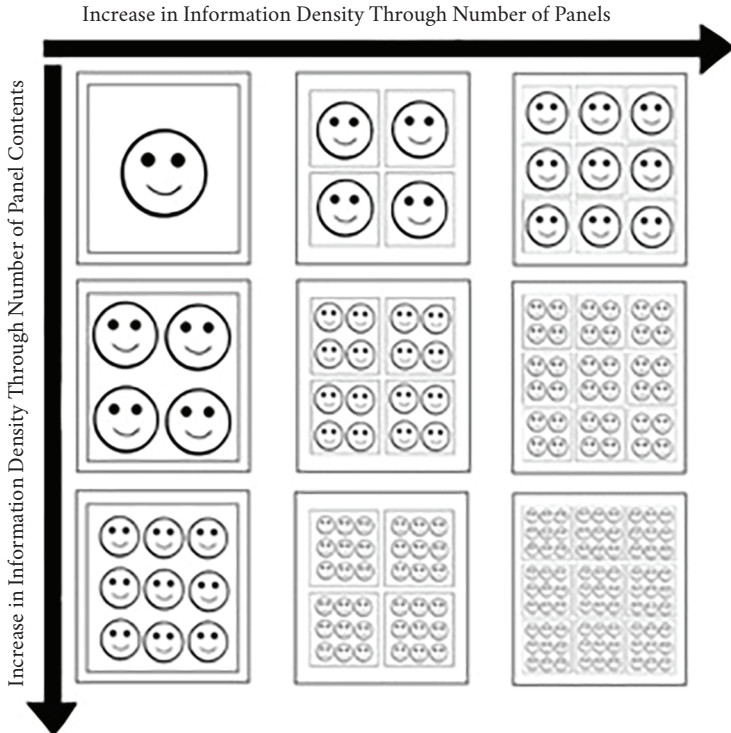 Increase in Information Density Through Number of Panels
Increase in Information Density Through Number of Panel Contents